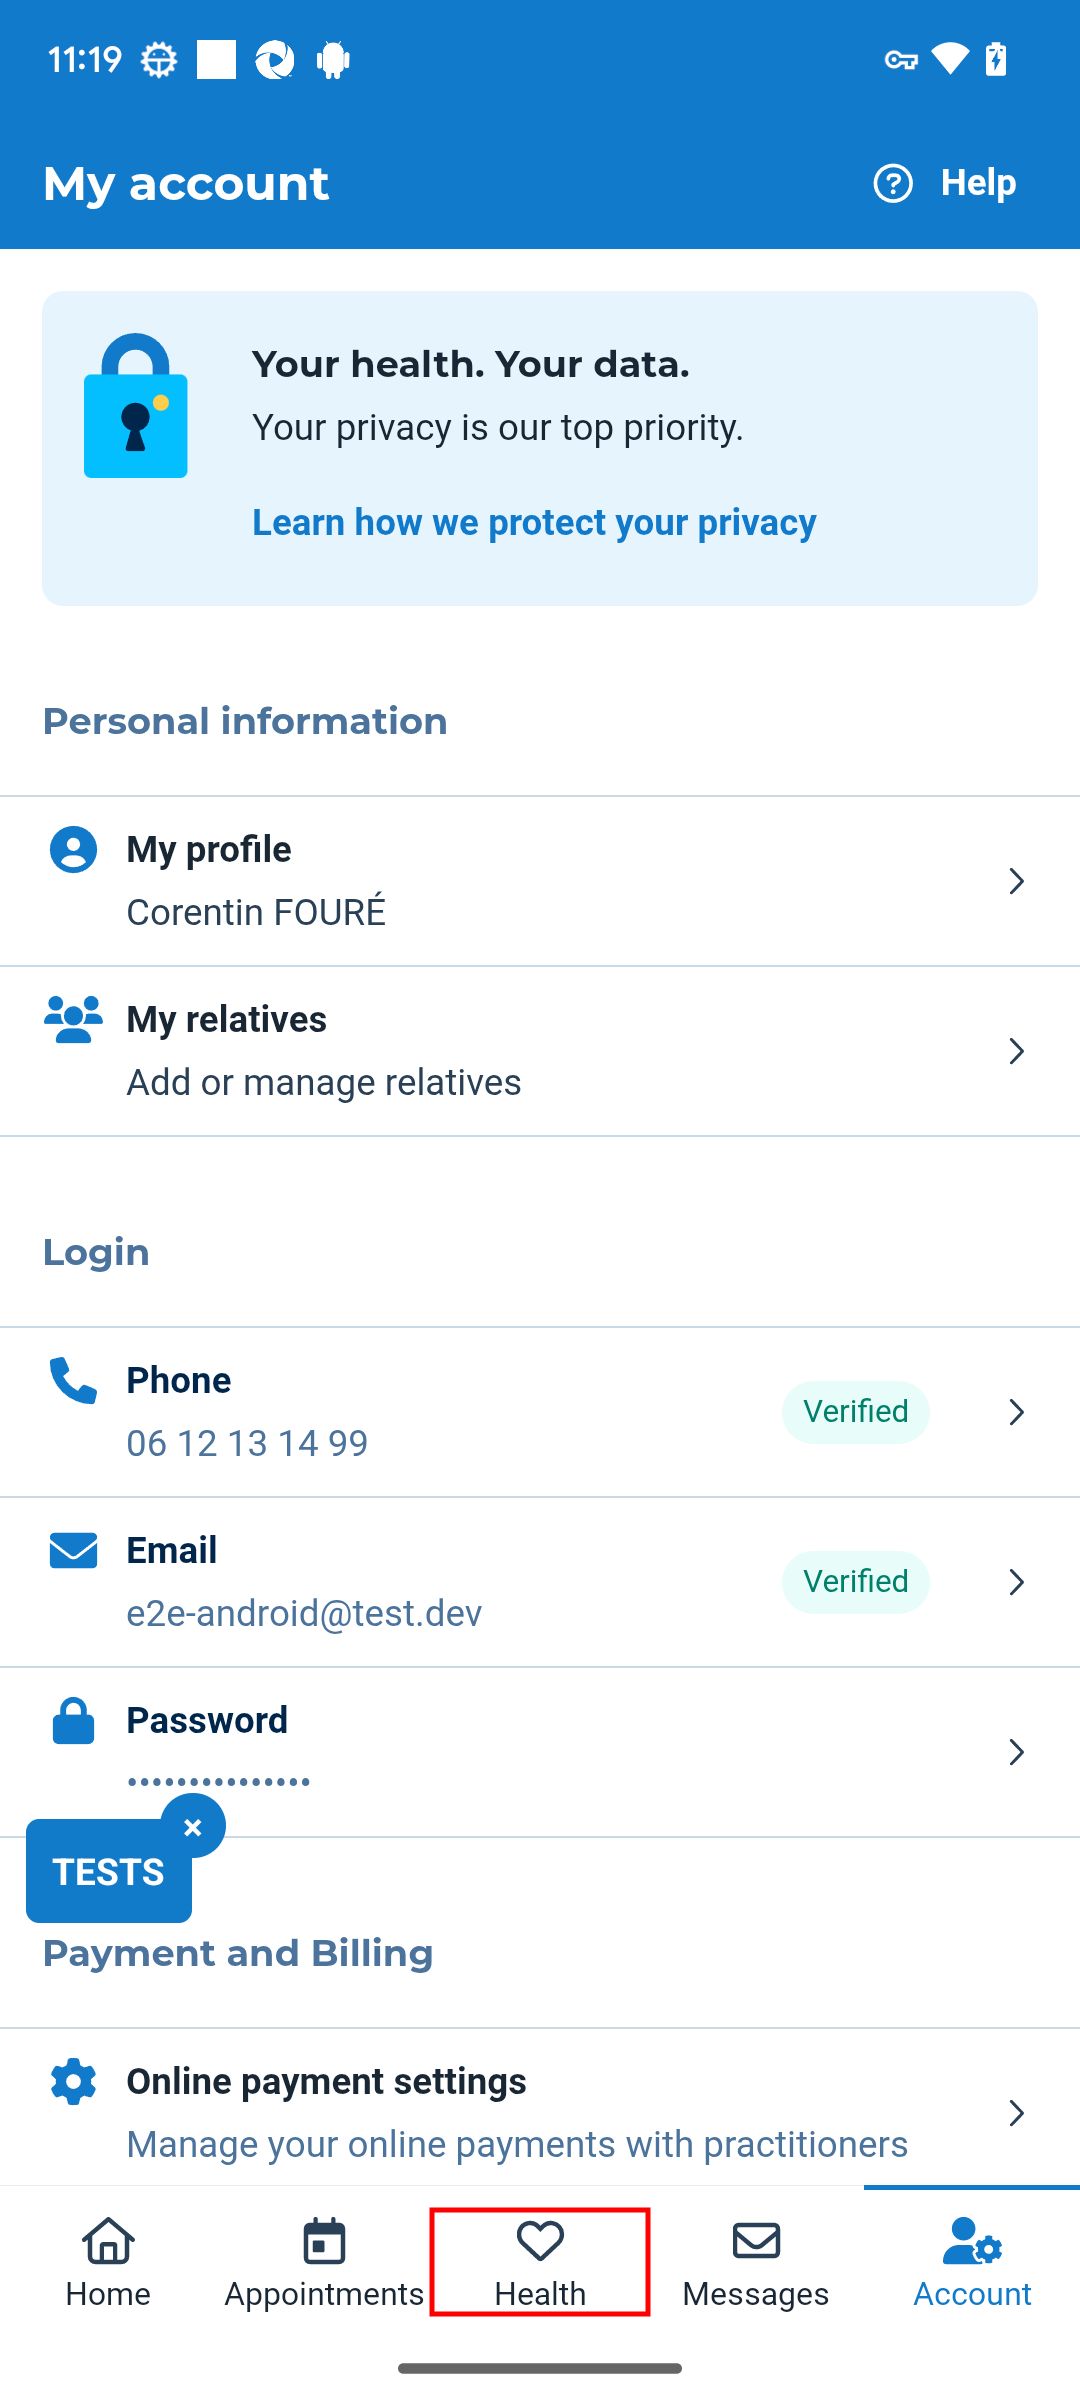 11:19
My account
Help
Your health. Your data.
Your privacy is our top priority.
Learn how we protect your privacy
Personal information
My profile
Corentin FOURÉ
My relatives
Add or manage relatives
Login
Phone
06 12 13 14 99
Verified
Email
e2e-android@test.dev
Verified
Password
•••••••••••••••
TESTS
Payment and Billing
Online payment settings
Manage your online payments with practitioners
Home
Appointments
Health
Messages
Account